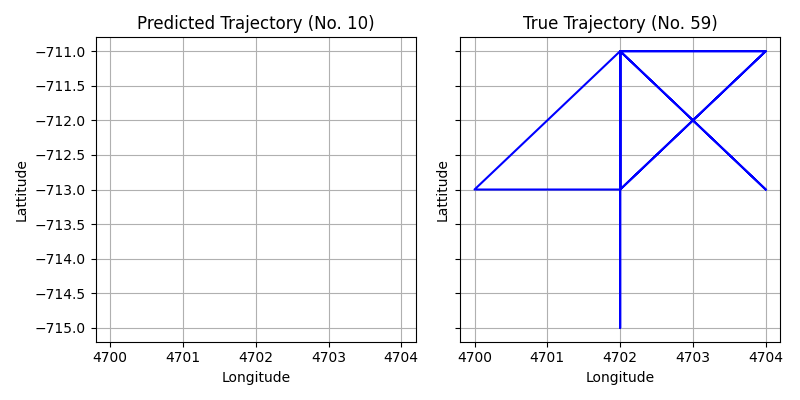 Predicted Trajectory (No. 10)
True Trajectory (No. 59)
−711.0
−711.5
−712.0
−712.5
−713.0
−713.5
−714.0
−714.5
−715.0
Lattitude
Lattitude
4700 4701 4702 4703 4704
4700 4701 4702 4703 4704
Longitude
Longitude